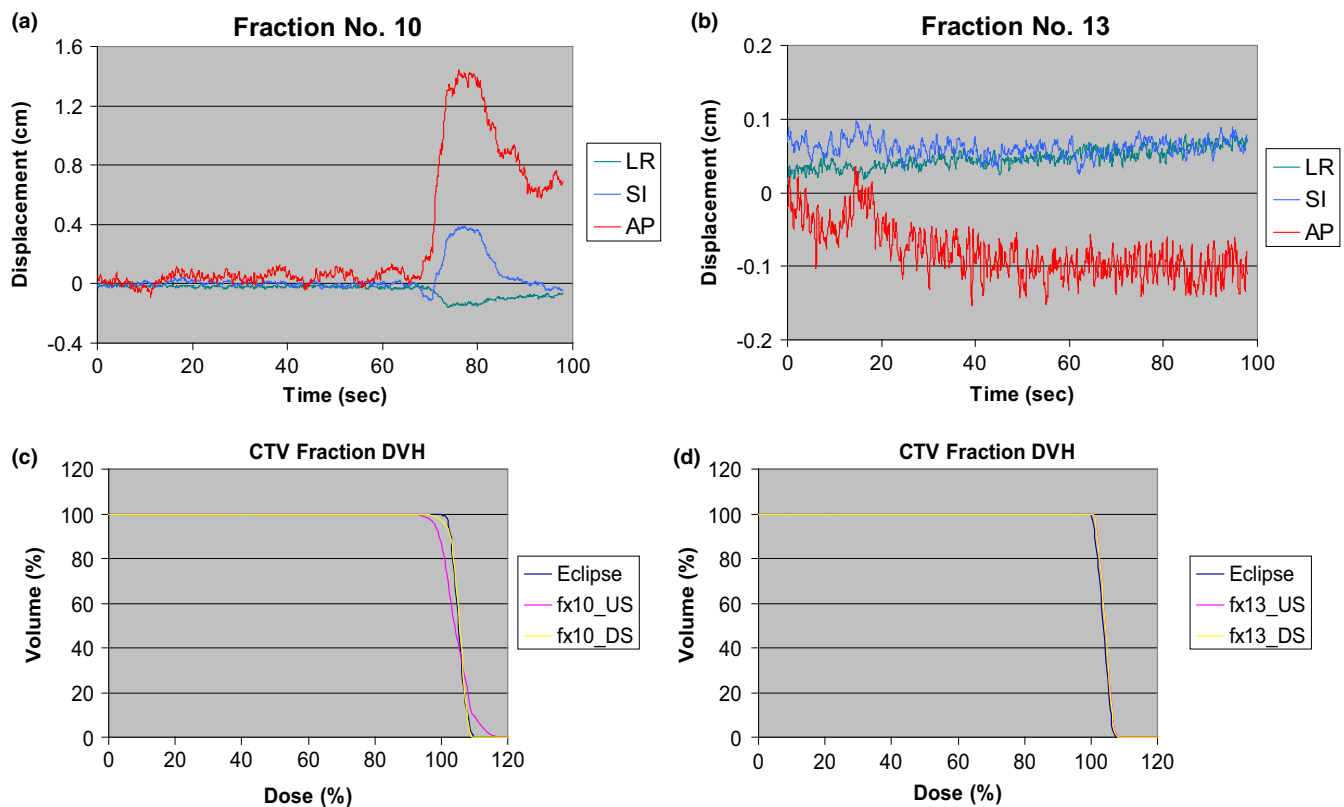 (a)
Fraction No. 10
Displacement (cm)
1.6
1.2
0.8
0.4
0
-0.4
0 20 40 60 80 100
Time (sec)
LR
SI
AP
(b)
Fraction No. 13
Displacement (cm)
0.2
0.1
0
-0.1
-0.2
0 20 40 60 80 100
Time (sec)
LR
SI
AP
(c)
CTV Fraction DVH
Volume (%)
120
100
80
60
40
20
0
0 20 40 60 80 100 120
Dose (%)
Eclipse
fx10_US
fx10_DS
(d)
CTV Fraction DVH
Volume (%)
120
100
80
60
40
20
0
0 20 40 60 80 100 120
Dose (%)
Eclipse
fx13_US
fx13_DS